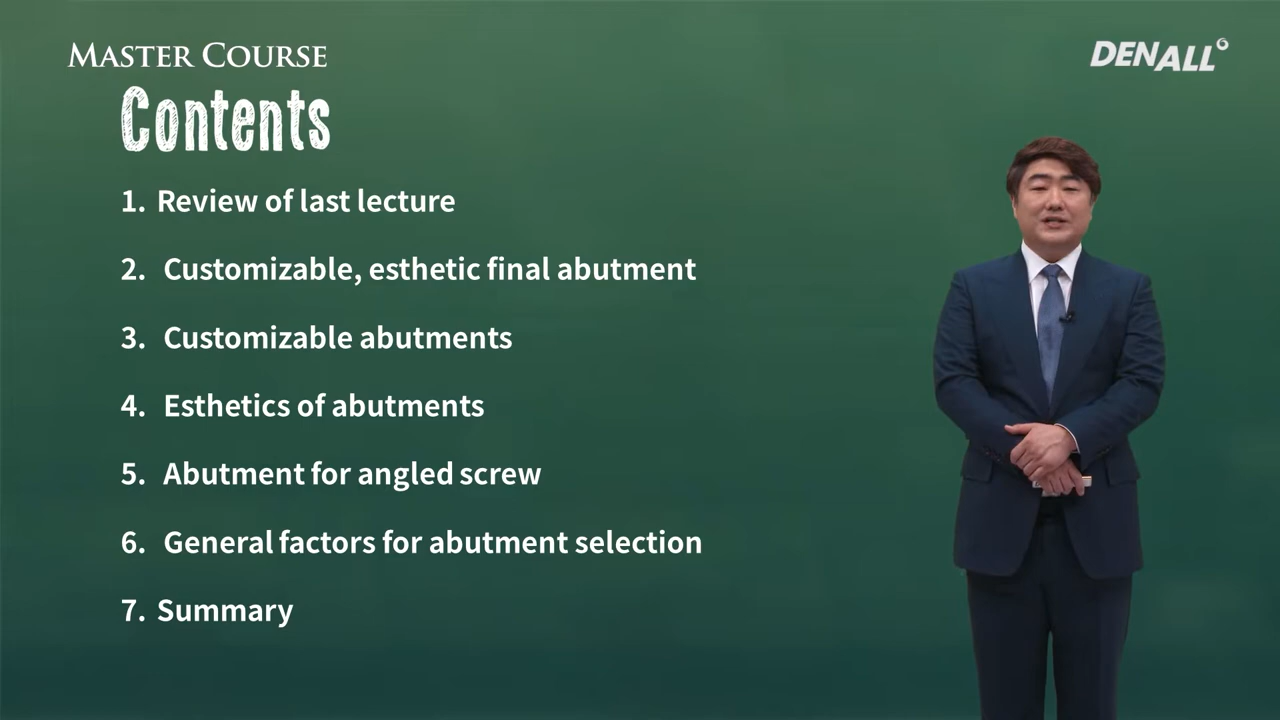 MASTER COURSE
DENALL
Contents
1. Review of last lecture
2. Customizable, esthetic final abutment
3. Customizable abutments
4. Esthetics of abutments
5. Abutment for angled screw
6. General factors for abutment selection
7. Summary